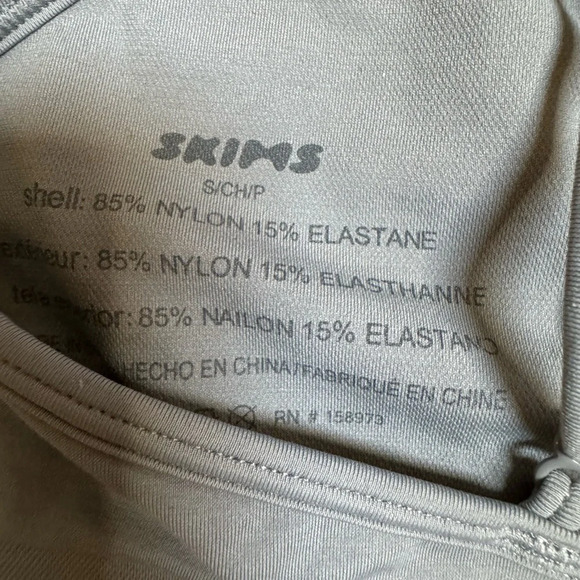 SKIMS
S/CH/P
shell: 85% NYLON 15% ELASTANE
85% NYLON 15% ELASTHANNE
85% NAILON 15% ELASTANO
HECHO EN CHINA/FABRIQUÉ EN CHINE
RN # 158973